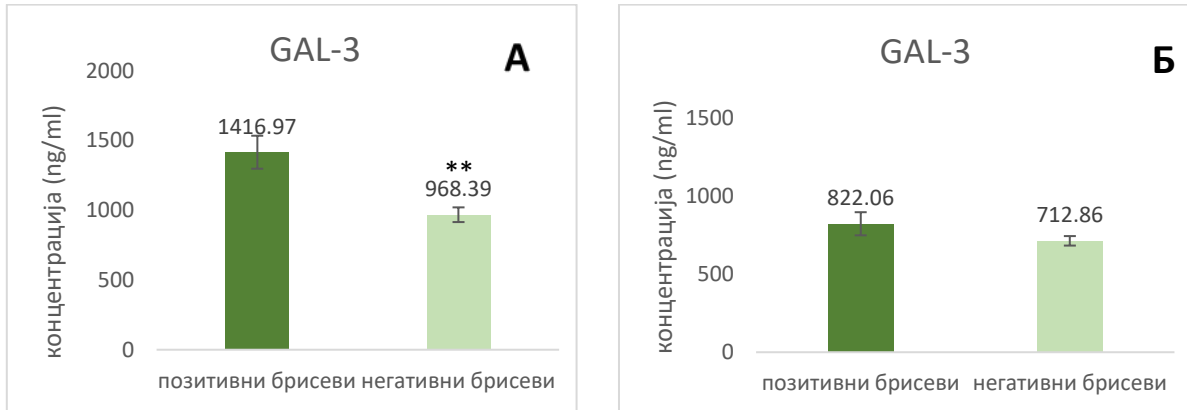 GAL-3
А
концентрација (ng/ml)
2000
1500
1000
500
0
1416.97
**
968.39
позитивни брисеви негативни брисеви
GAL-3
Б
концентрација (ng/ml)
1500
1000
500
0
822.06
712.86
позитивни брисеви негативни брисеви